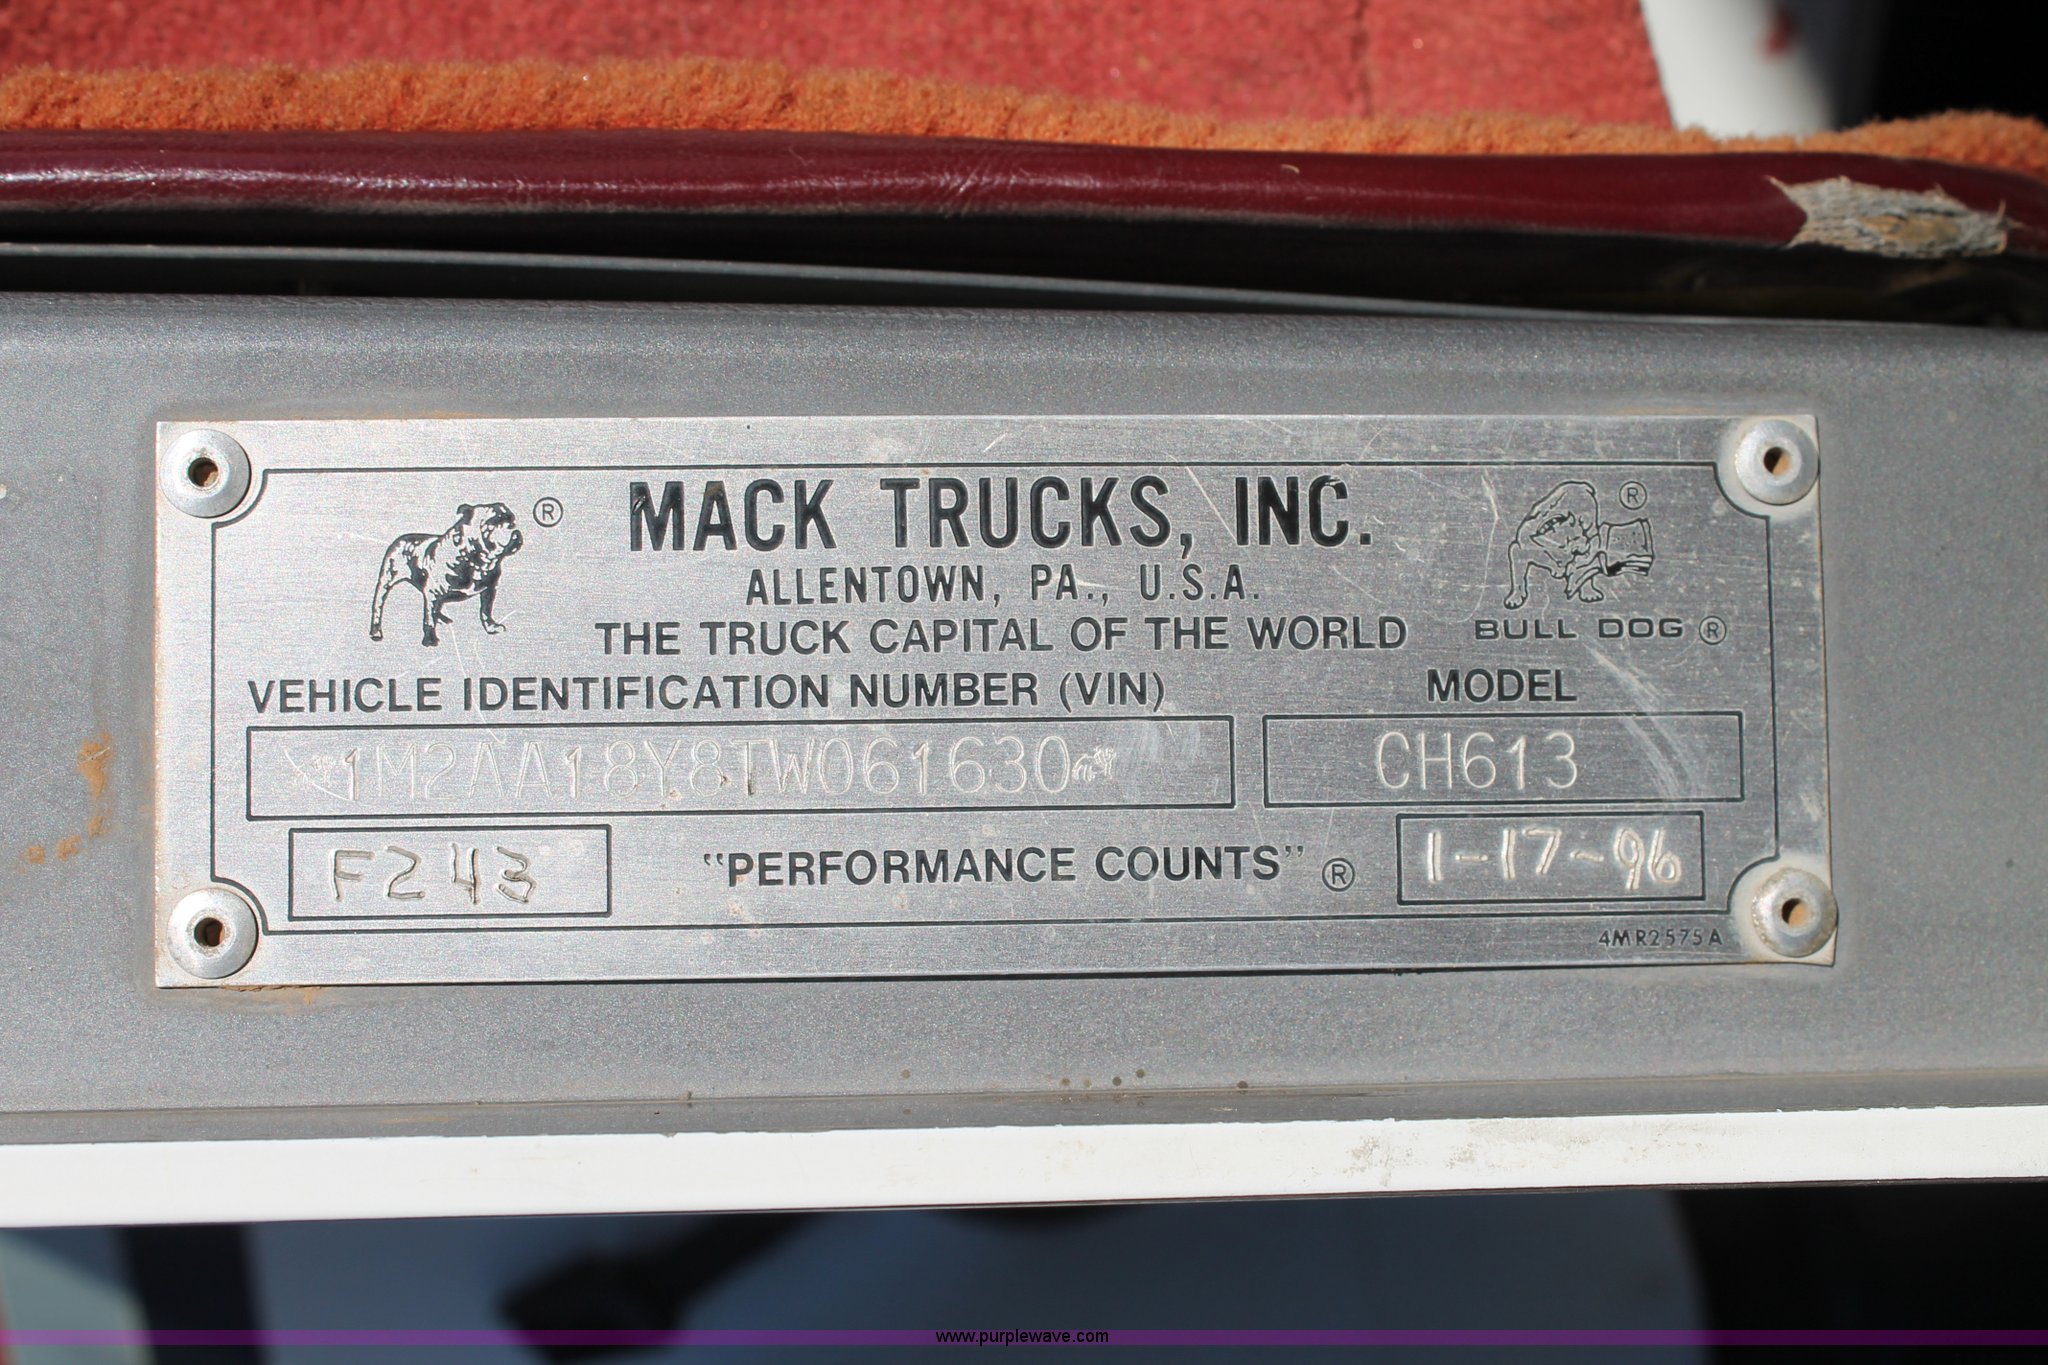 ® MACK TRUCKS, INC. ®
ALLENTOWN, PA., U.S.A.
THE TRUCK CAPITAL OF THE WORLD
BULL DOG ®
VEHICLE IDENTIFICATION NUMBER (VIN) MODEL
1M2AA18Y8TW061630 CH613
F243 "PERFORMANCE COUNTS" ® 1-17-96
4MR2575A
www.purplewave.com